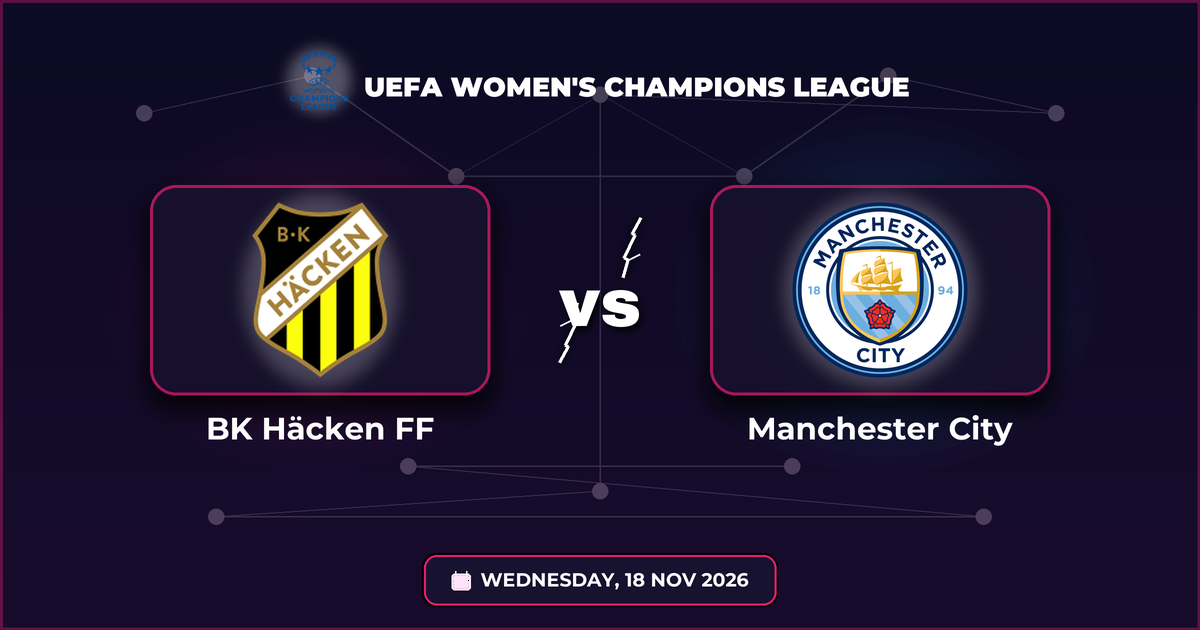 UEFA WOMEN'S CHAMPIONS LEAGUE
B·K
HÄCKEN
MANCHESTER
18 94
CITY
vs
BK Häcken FF
Manchester City
WEDNESDAY, 18 NOV 2026